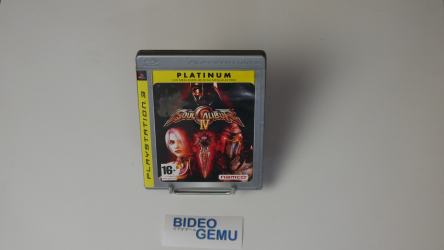 PLATINUM
PLAYSTATION 3
SOULCALIBUR
IV
16+
namco
BIDEO
GEMU